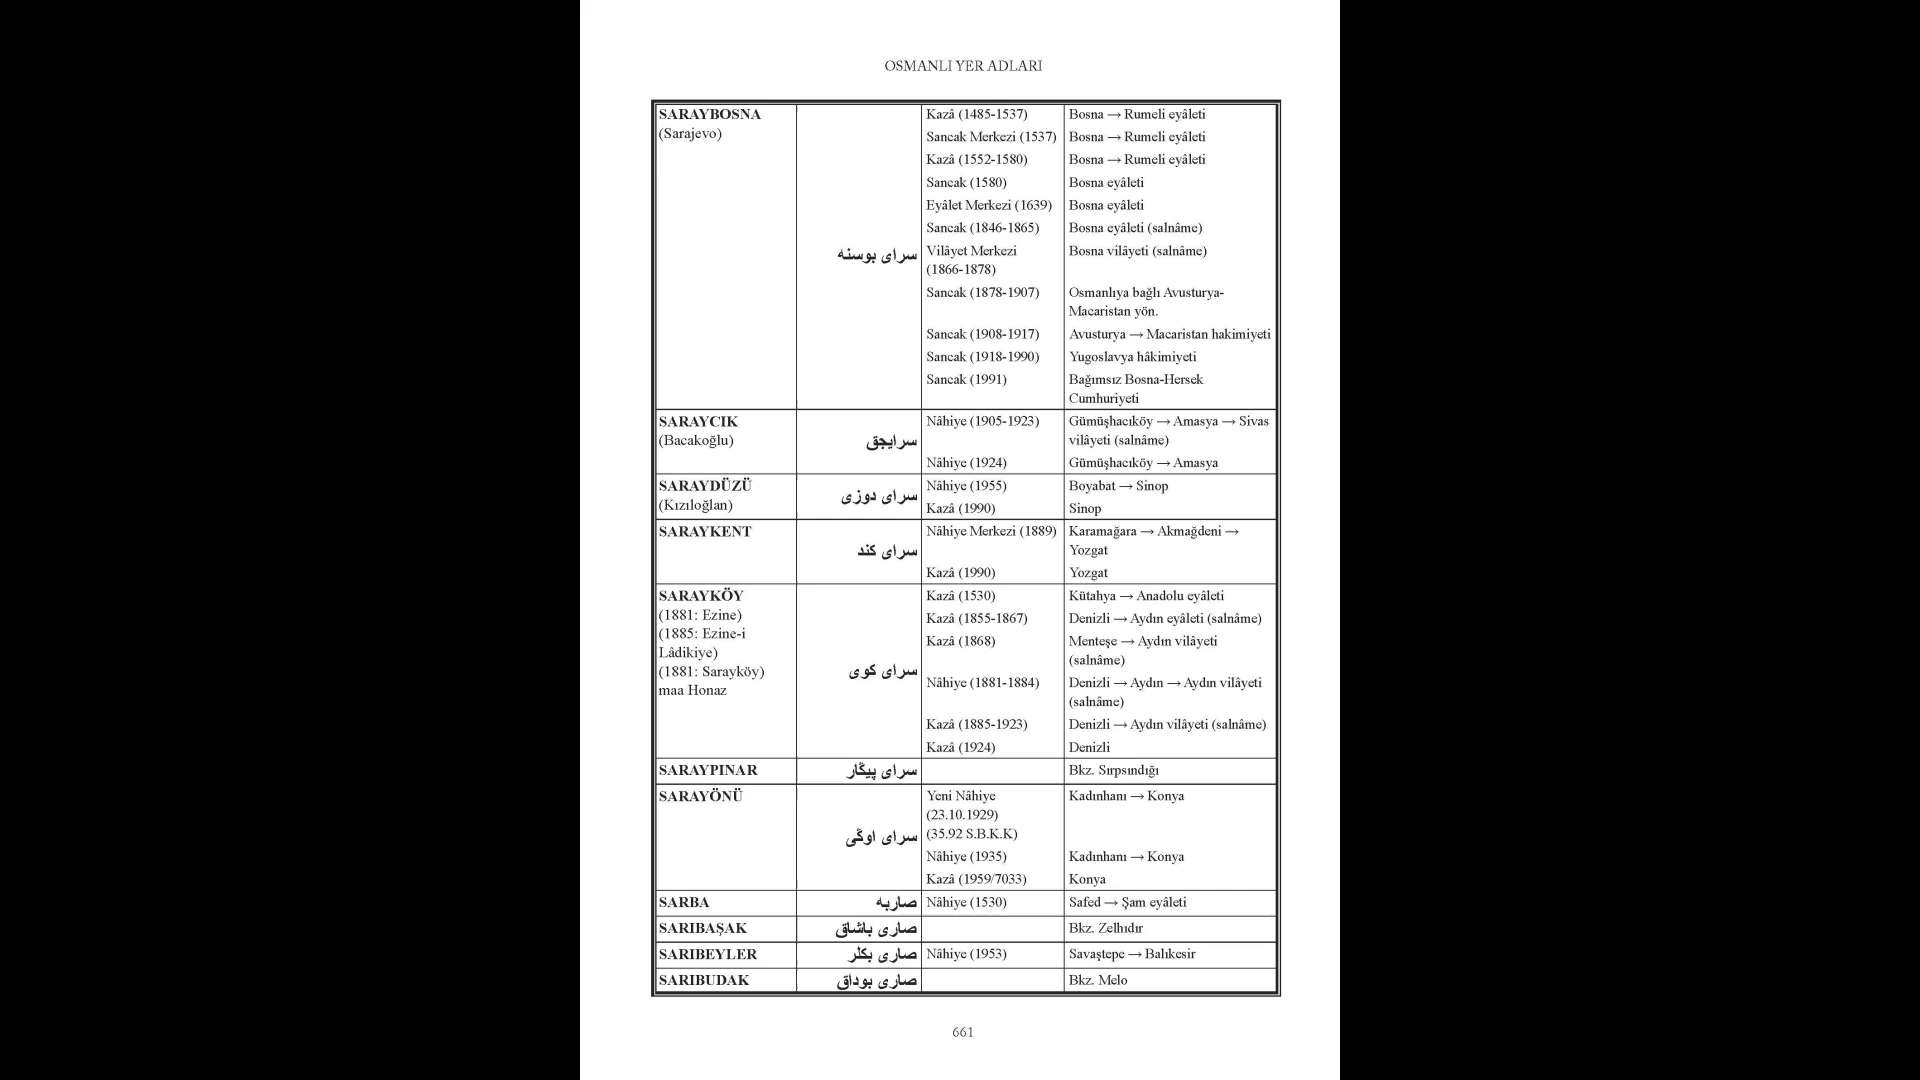 OSMANLI YER ADLARI
SARAYBOSNA
(Sarajevo)
سرای بوسنه
Kazâ (1485-1537) Bosna → Rumeli eyâleti
Sancak Merkezi (1537) Bosna → Rumeli eyâleti
Kazâ (1552-1580) Bosna → Rumeli eyâleti
Sancak (1580) Bosna eyâleti
Eyâlet Merkezi (1639) Bosna eyâleti
Sancak (1846-1865) Bosna eyâleti (salnâme)
Vilâyet Merkezi Bosna vilâyeti (salnâme)
(1866-1878)
Sancak (1878-1907) Osmanlıya bağlı Avusturya-
Macaristan yön.
Sancak (1908-1917) Avusturya → Macaristan hakimiyeti
Sancak (1918-1990) Yugoslavya hâkimiyeti
Sancak (1991) Bağımsız Bosna-Hersek
Cumhuriyeti
SARAYCIK
(Bacakoğlu)
سرایجق
Nâhiye (1905-1923) Gümüşhacıköy → Amasya → Sivas
vilâyeti (salnâme)
Nâhiye (1924) Gümüşhacıköy → Amasya
SARAYDÜZÜ
(Kızıloğlan)
سرای دوزی
Nâhiye (1955) Boyabat → Sinop
Kazâ (1990) Sinop
SARAYKENT
سرای کند
Nâhiye Merkezi (1889) Karamağara → Akmağdeni →
Yozgat
Kazâ (1990) Yozgat
SARAYKÖY
(1881: Ezine)
(1885: Ezine-i
Lâdikiye)
(1881: Sarayköy)
maa Honaz
سرای کوی
Kazâ (1530) Kütahya → Anadolu eyâleti
Kazâ (1855-1867) Denizli → Aydın eyâleti (salnâme)
Kazâ (1868) Menteşe → Aydın vilâyeti
(salnâme)
Nâhiye (1881-1884) Denizli → Aydın → Aydın vilâyeti
(salnâme)
Kazâ (1885-1923) Denizli → Aydın vilâyeti (salnâme)
Kazâ (1924) Denizli
SARAYPINAR سرای پیڭار Bkz. Sırpsındığı
SARAYÖNÜ
سرای اوڭی
Yeni Nâhiye Kadınhanı → Konya
(23.10.1929)
(35.92 S.B.K.K)
Nâhiye (1935) Kadınhanı → Konya
Kazâ (1959/7033) Konya
SARBA صاربه Nâhiye (1530) Safed → Şam eyâleti
SARIBAŞAK صاری باشاق Bkz. Zelhıdır
SARIBEYLER صاری بكلر Nâhiye (1953) Savaştepe → Balıkesir
SARIBUDAK صاری بوداق Bkz. Melo
661